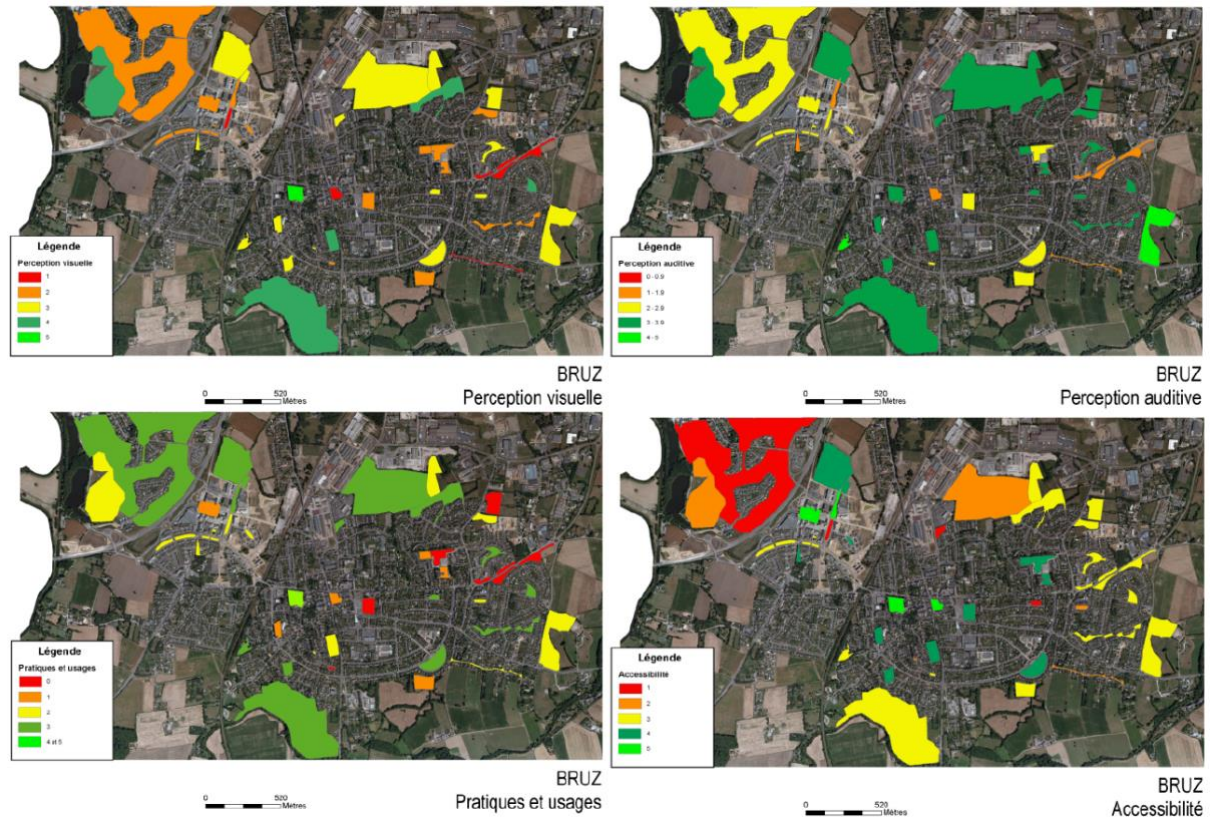 Légende
Perception visuelle
1
2
3
4
5
BRUZ
0 520
Mètres
Perception visuelle
Légende
Perception auditive
0 - 0.9
1 - 1.9
2 - 2.9
3 - 3.9
4 - 5
BRUZ
0 520
Mètres
Perception auditive
Légende
Pratiques et usages
0
1
2
3
4 et 5
BRUZ
0 520
Mètres
Pratiques et usages
Légende
Accessibilité
1
2
3
4
5
BRUZ
0 520
Mètres
Accessibilité